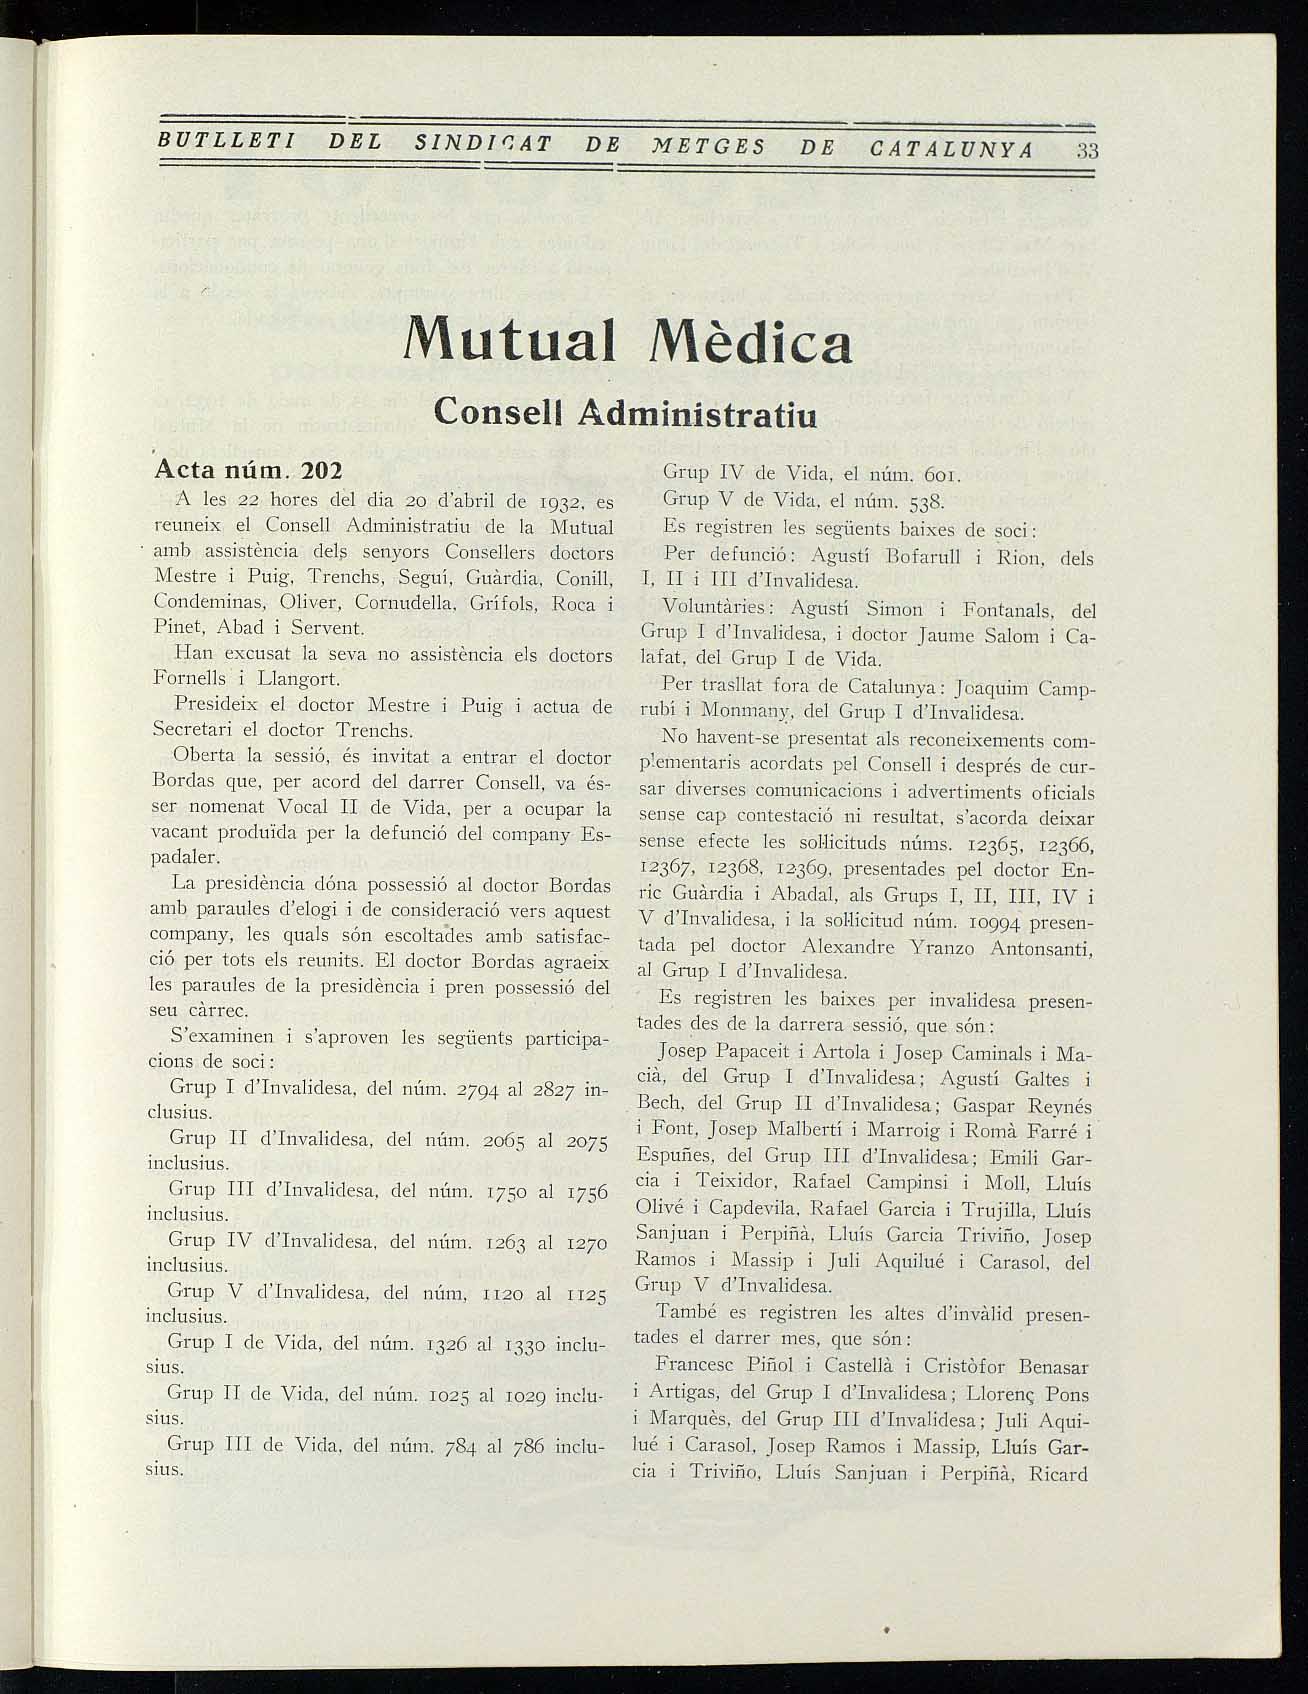 BUTLLETI DEL SINDICAT DE METGES DE CATALUNYA 33
Mutual Mèdica
Consell Administratiu
Acta núm. 202
A les 22 hores del dia 20 d'abril de 1932, es
reuneix el Consell Administratiu de la Mutual
amb assistència dels senyors Consellers doctors
Mestre i Puig, Trenchs, Seguí, Guàrdia, Conill,
Condeminas, Oliver, Cornudella, Grífols, Roca i
Pinet, Abad i Servent.
Han excusat la seva no assistència els doctors
Fornells i Llangort.
Presideix el doctor Mestre i Puig i actua de
Secretari el doctor Trenchs.
Oberta la sessió, és invitat a entrar el doctor
Bordas que, per acord del darrer Consell, va és-
ser nomenat Vocal II de Vida, per a ocupar la
vacant produïda per la defunció del company Es-
padaler.
La presidència dóna possessió al doctor Bordas
amb paraules d'elogi i de consideració vers aquest
company, les quals són escoltades amb satisfac-
ció per tots els reunits. El doctor Bordas agraeix
les paraules de la presidència i pren possessió del
seu càrrec.
S'examinen i s'aproven les següents participa-
cions de soci :
Grup I d'Invalidesa, del núm. 2794 al 2827 in-
clusius.
Grup II d'Invalidesa, del núm. 2065 al 2075
inclusius.
Grup III d'Invalidesa, del núm. 1750 al 1756
inclusius.
Grup IV d'Invalidesa, del núm. 1263 al 1270
inclusius.
Grup V d'Invalidesa, del núm, 1120 al 1125
inclusius.
Grup I de Vida, del núm. 1326 al 1330 inclu-
sius.
Grup II de Vida, del núm. 1025 al 1029 inclu-
sius.
Grup III de Vida, del núm. 784 al 786 inclu-
sius.
Grup IV de Vida, el núm. 601.
Grup V de Vida, el núm. 538.
Es registren les següents baixes de soci :
Per defunció : Agustí Bofarull i Rion, dels
I, II i III d'Invalidesa.
Voluntàries : Agustí Simon i Fontanals, del
Grup I d'Invalidesa, i doctor Jaume Salom i Ca-
lafat, del Grup I de Vida.
Per trasllat fora de Catalunya : Joaquim Camp-
rubí i Monmany, del Grup I d'Invalidesa.
No havent-se presentat als reconeixements com-
plementaris acordats pel Consell i després de cur-
sar diverses comunicacions i advertiments oficials
sense cap contestació ni resultat, s'acorda deixar
sense efecte les sol·licituds núms. 12365, 12366,
12367, 12368, 12369, presentades pel doctor En-
ric Guàrdia i Abadal, als Grups I, II, III, IV i
V d'Invalidesa, i la sol·licitud núm. 10994 presen-
tada pel doctor Alexandre Yranzo Antonsanti,
al Grup I d'Invalidesa.
Es registren les baixes per invalidesa presen-
tades des de la darrera sessió, que són :
Josep Papaceit i Artola i Josep Caminals i Ma-
cià, del Grup I d'Invalidesa; Agustí Galtes i
Bech, del Grup II d'Invalidesa; Gaspar Reynés
i Font, Josep Malbertí i Marroig i Romà Farré i
Espuñes, del Grup III d'Invalidesa; Emili Gar-
cia i Teixidor, Rafael Campinsi i Moll, Lluís
Olivé i Capdevila, Rafael Garcia i Trujilla, Lluís
Sanjuan i Perpiñà, Lluís Garcia Triviño, Josep
Ramos i Massip i Juli Aquilué i Carasol, del
Grup V d'Invalidesa.
També es registren les altes d'invàlid presen-
tades el darrer mes, que són :
Francesc Piñol i Castellà i Cristòfor Benasar
i Artigas, del Grup I d'Invalidesa; Llorenç Pons
i Marquès, del Grup III d'Invalidesa; Juli Aqui-
lué i Carasol, Josep Ramos i Massip, Lluís Gar-
cia i Triviño, Lluís Sanjuan i Perpiñà, Ricard